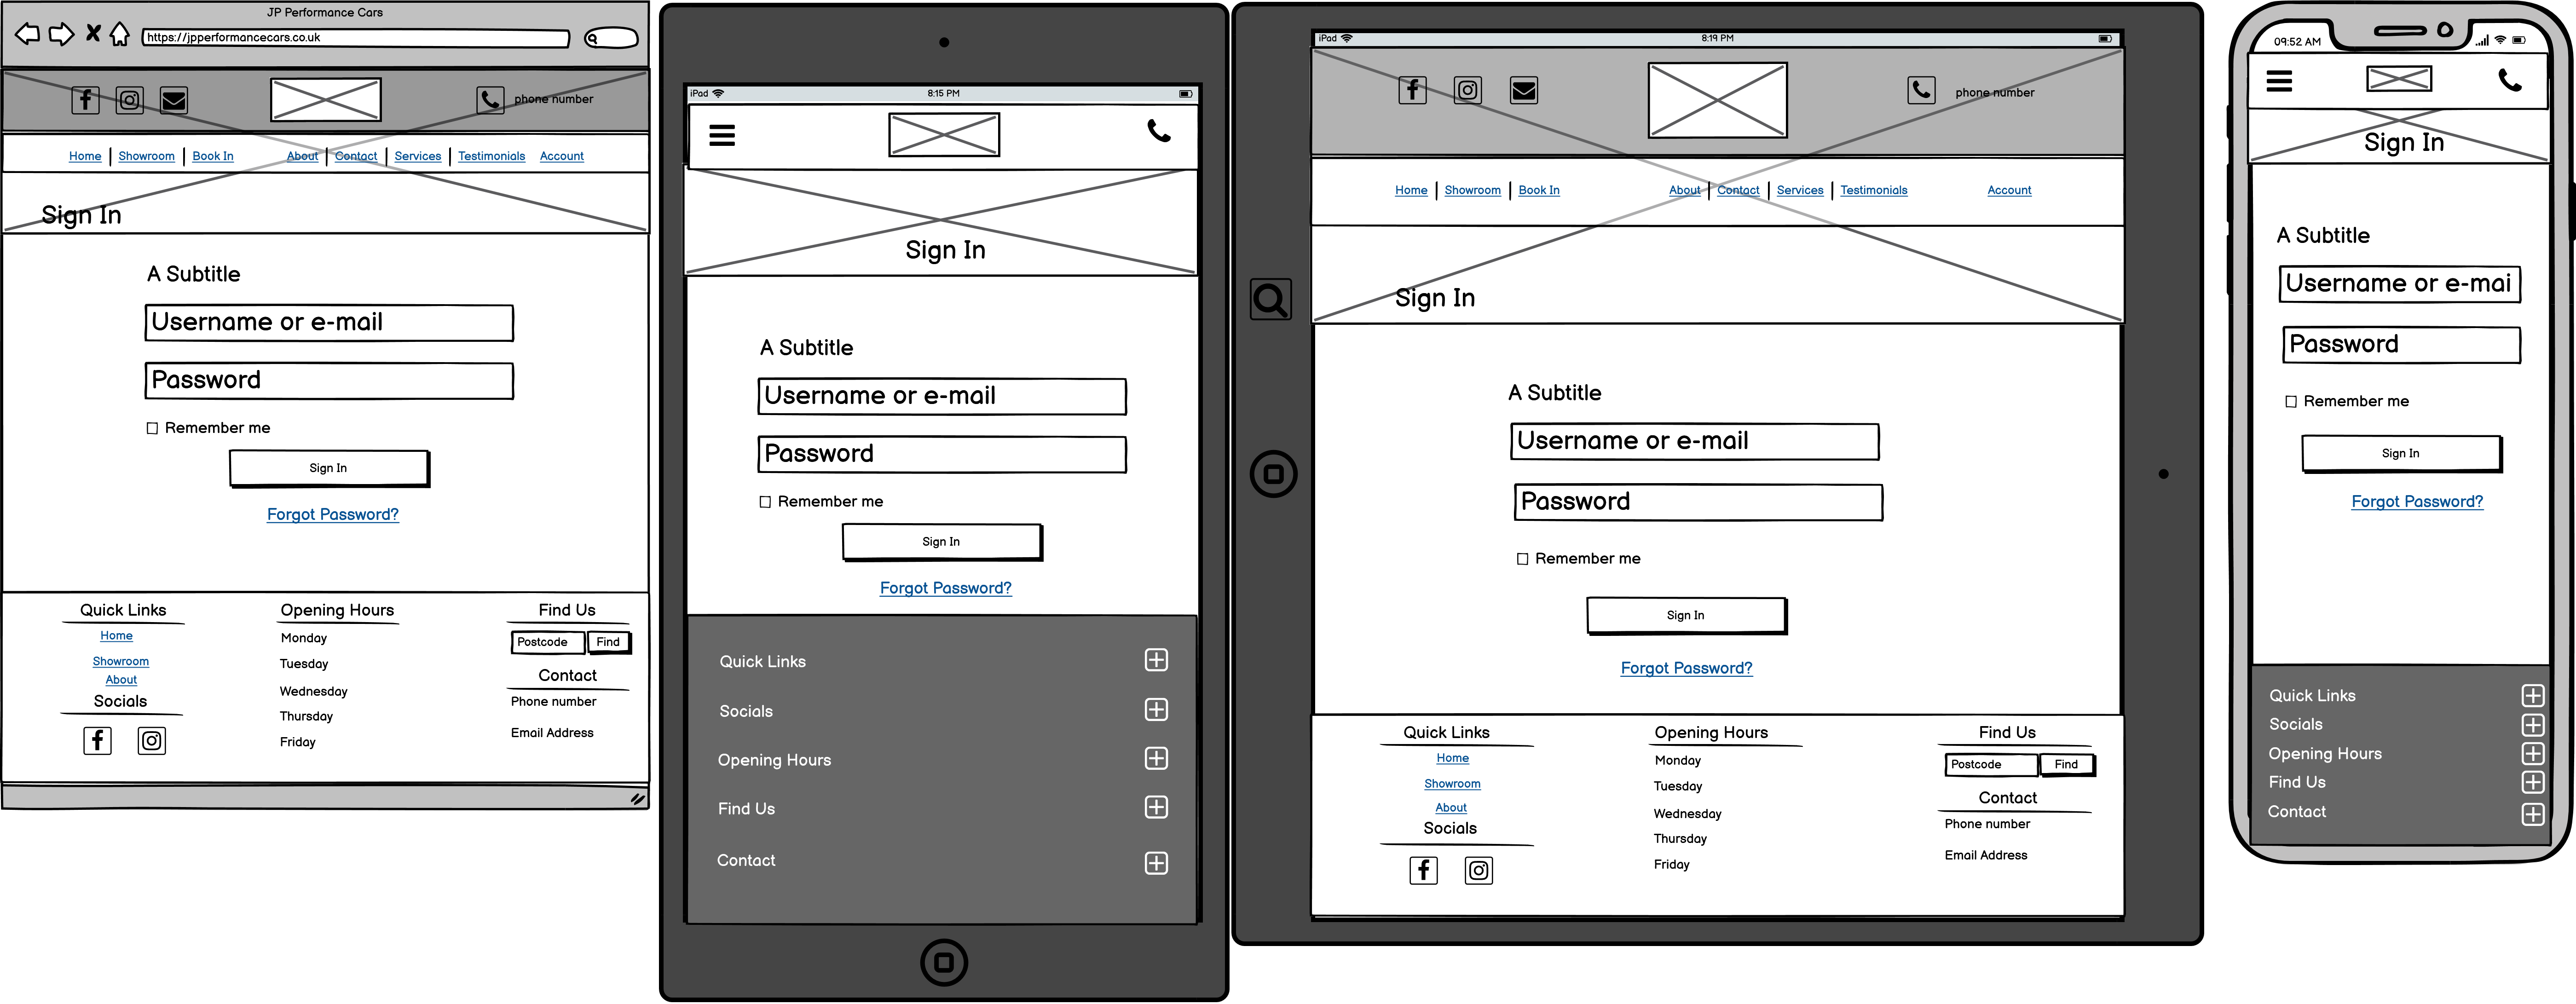 JP Performance Cars
https://jpperformancecars.co.uk
phone number
Home Showroom Book In About Contact Services Testimonials Account
Sign In
A Subtitle
Username or e-mail
Password
Remember me
Sign In
Forgot Password?
Quick Links Opening Hours Find Us
Home Monday Postcode Find
Showroom Tuesday
About Wednesday Contact
Socials Thursday Phone number
Friday Email Address
iPad 8:15 PM
Sign In
A Subtitle
Username or e-mail
Password
Remember me
Sign In
Forgot Password?
Quick Links
Socials
Opening Hours
Find Us
Contact
iPad 8:19 PM
phone number
Home Showroom Book In About Contact Services Testimonials Account
Sign In
A Subtitle
Username or e-mail
Password
Remember me
Sign In
Forgot Password?
Quick Links Opening Hours Find Us
Home Monday Postcode Find
Showroom Tuesday
About Wednesday Contact
Socials Thursday Phone number
Friday Email Address
09:52 AM
Sign In
A Subtitle
Username or e-mai
Password
Remember me
Sign In
Forgot Password?
Quick Links
Socials
Opening Hours
Find Us
Contact